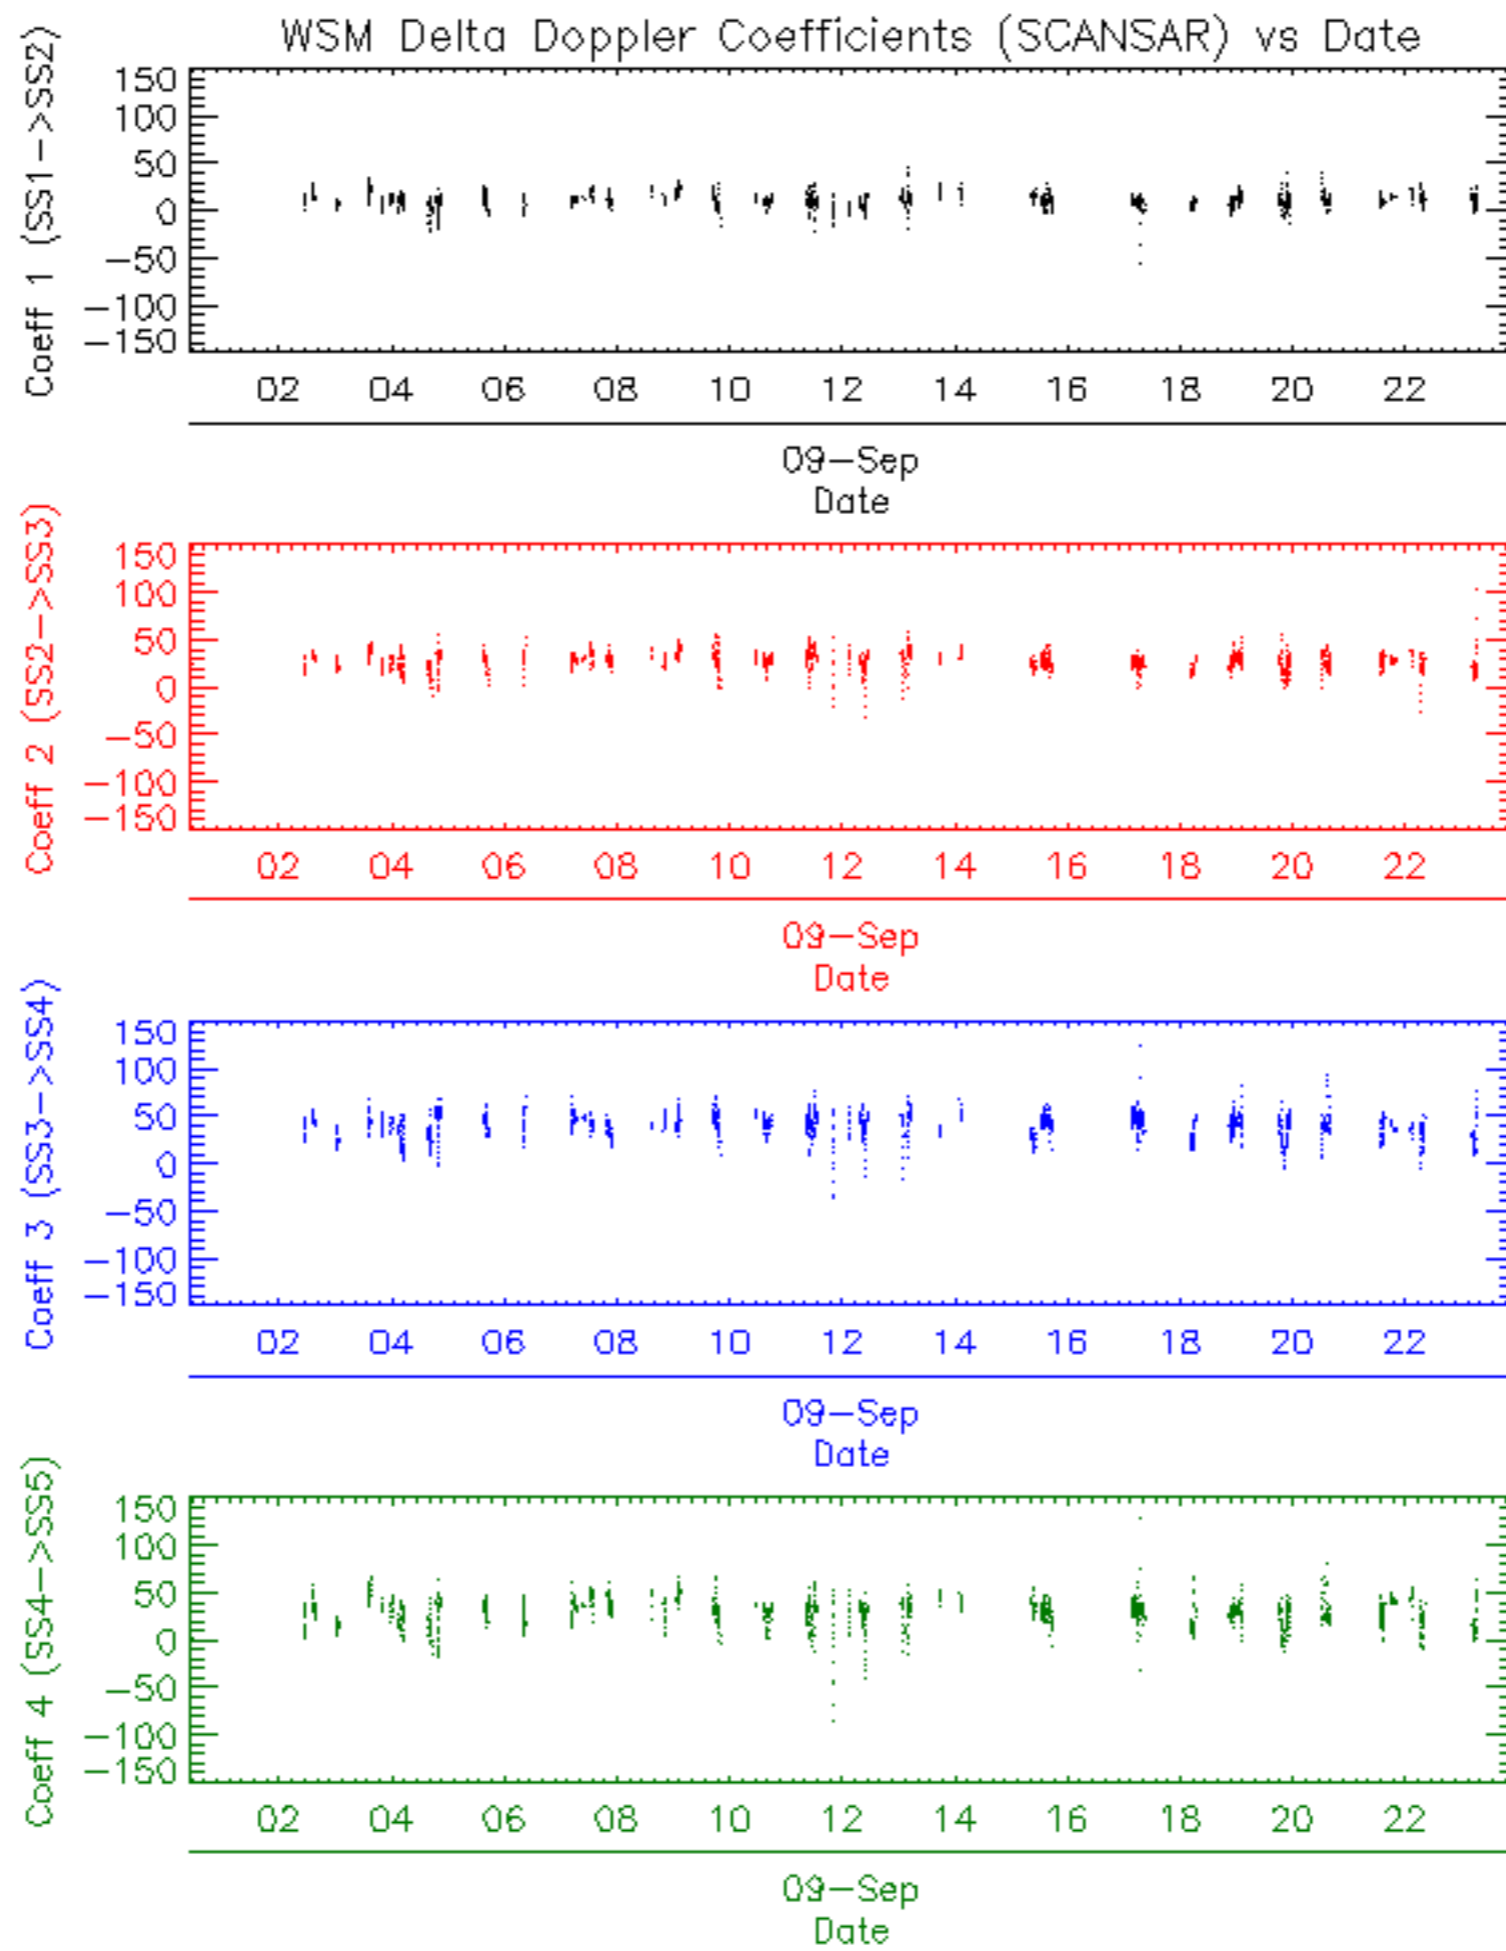 WSM Delta Doppler Coefficients (SCANSAR) vs Date
Coeff 1 (SS1->SS2)
150
100
50
0
-50
-100
-150
02 04 06 08 10 12 14 16 18 20 22
09-Sep
Date
Coeff 2 (SS2->SS3)
150
100
50
0
-50
-100
-150
02 04 06 08 10 12 14 16 18 20 22
09-Sep
Date
Coeff 3 (SS3->SS4)
150
100
50
0
-50
-100
-150
02 04 06 08 10 12 14 16 18 20 22
09-Sep
Date
Coeff 4 (SS4->SS5)
150
100
50
0
-50
-100
-150
02 04 06 08 10 12 14 16 18 20 22
09-Sep
Date